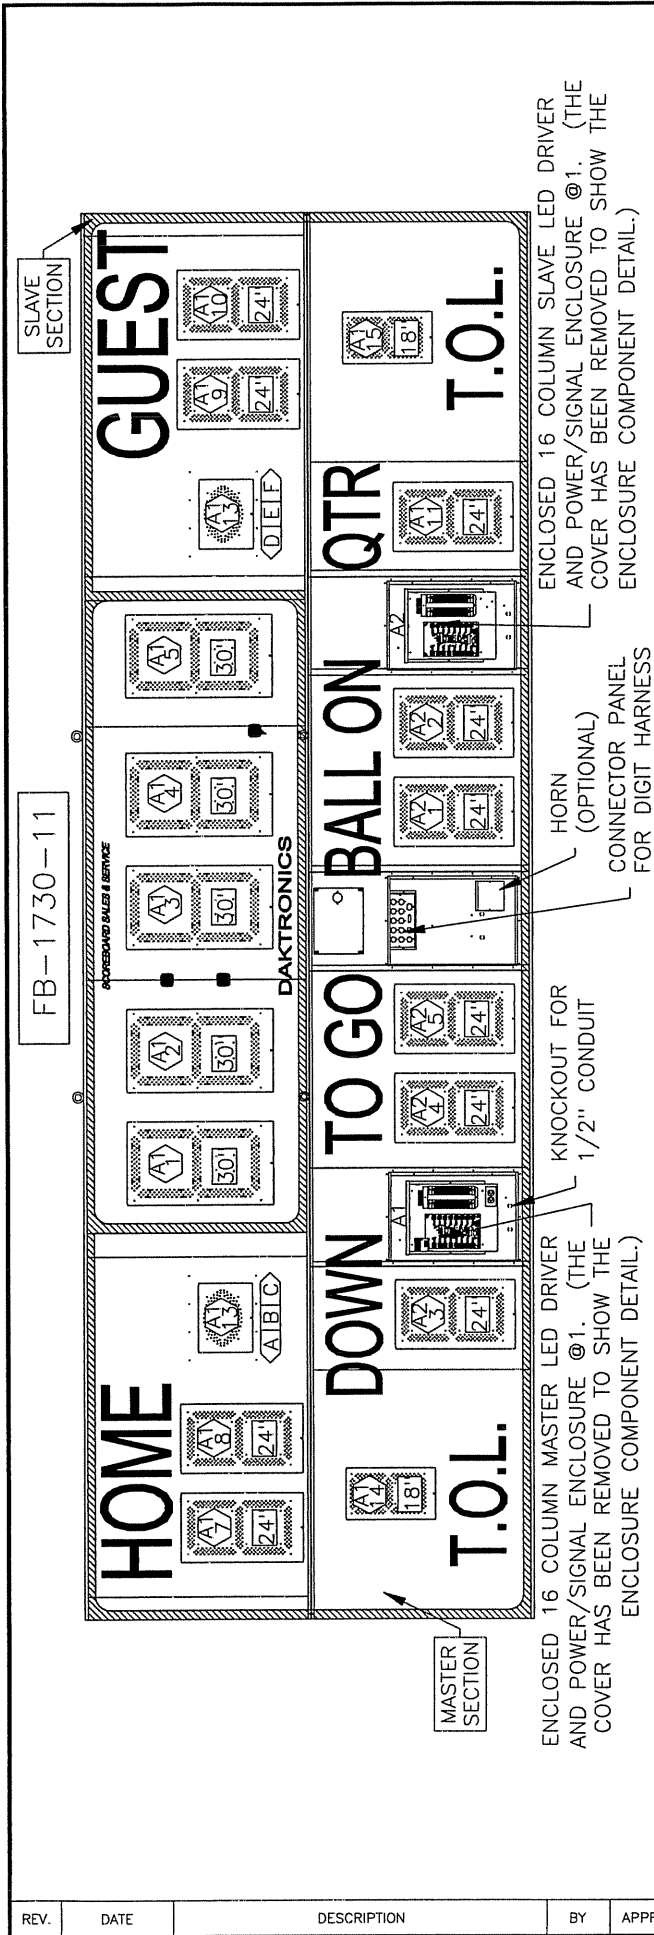 FB-1730-11
SLAVE
SECTION
HOME
GUEST
SCOREBOARD SALES & SERVICE
DAKTRONICS
A1
7
24"
A1
8
24"
A1
13
A B C
A1
1
30"
A1
2
30"
A1
3
30"
A1
4
30"
A1
5
30"
A1
13
D E F
A1
9
24"
A1
10
24"
DOWN
TO GO
BALL ON
QTR
T.O.L.
T.O.L.
A1
14
18"
A2
3
24"
A1
A2
4
24"
A2
5
24"
A2
1
24"
A2
2
24"
A2
A1
11
24"
A1
15
18"
MASTER
SECTION
ENCLOSED 16 COLUMN MASTER LED DRIVER
AND POWER/SIGNAL ENCLOSURE @1. (THE
COVER HAS BEEN REMOVED TO SHOW THE
ENCLOSURE COMPONENT DETAIL.)
KNOCKOUT FOR
1/2" CONDUIT
HORN
(OPTIONAL)
CONNECTOR PANEL
FOR DIGIT HARNESS
ENCLOSED 16 COLUMN SLAVE LED DRIVER
AND POWER/SIGNAL ENCLOSURE @1. (THE
COVER HAS BEEN REMOVED TO SHOW THE
ENCLOSURE COMPONENT DETAIL.)
REV. DATE DESCRIPTION BY